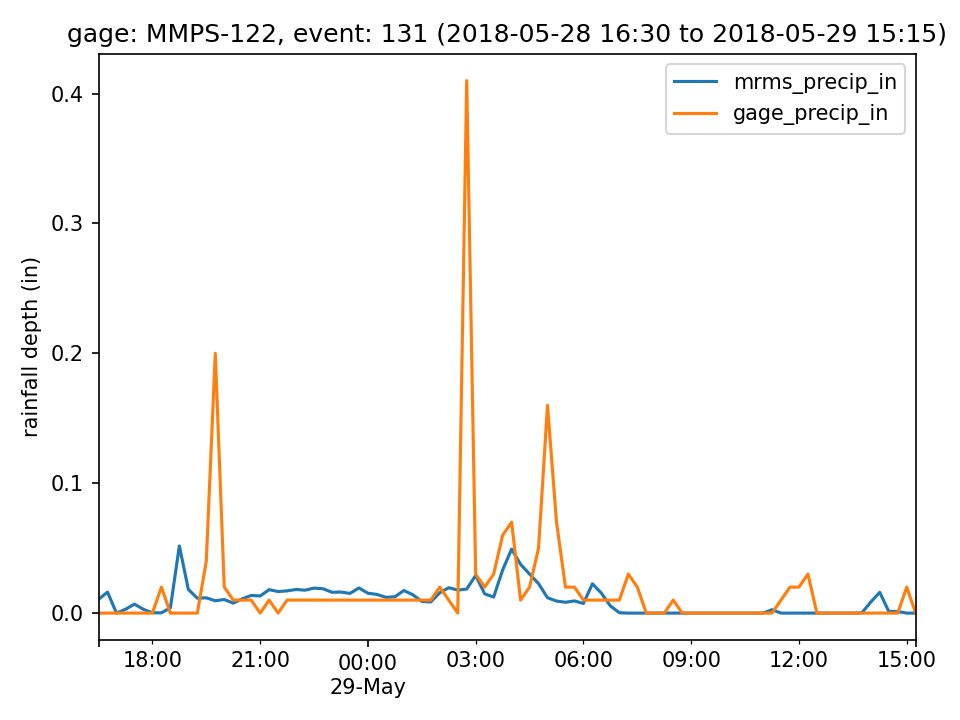 gage: MMPS-122, event: 131 (2018-05-28 16:30 to 2018-05-29 15:15)
mrms_precip_in
gage_precip_in
rainfall depth (in)
0.4
0.3
0.2
0.1
0.0
18:00 21:00 00:00 03:00 06:00 09:00 12:00 15:00
29-May